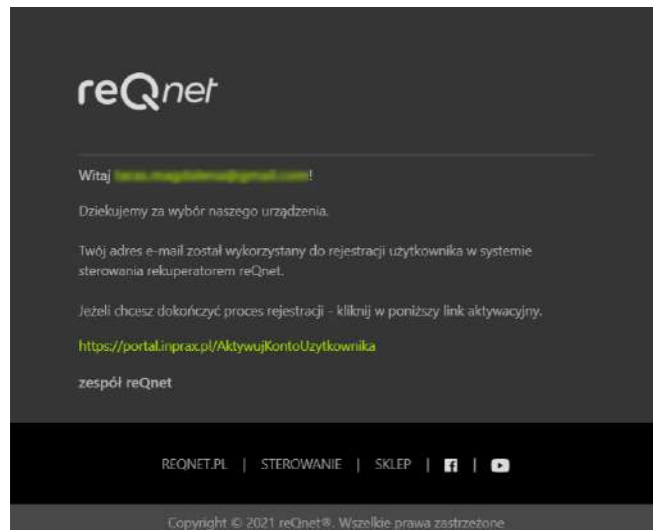 reQnet
Witaj !
Dziekujemy za wybór naszego urządzenia.
Twój adres e-mail został wykorzystany do rejestracji użytkownika w systemie
sterowania rekuperatorem reQnet.
Jeżeli chcesz dokończyć proces rejestracji - kliknij w poniższy link aktywacyjny.
https://portal.inprax.pl/AktywujKontoUzytkownika
zespół reQnet
REQNET.PL | STEROWANIE | SKLEP | |
Copyright © 2021 reQnet®. Wszelkie prawa zastrzeżone